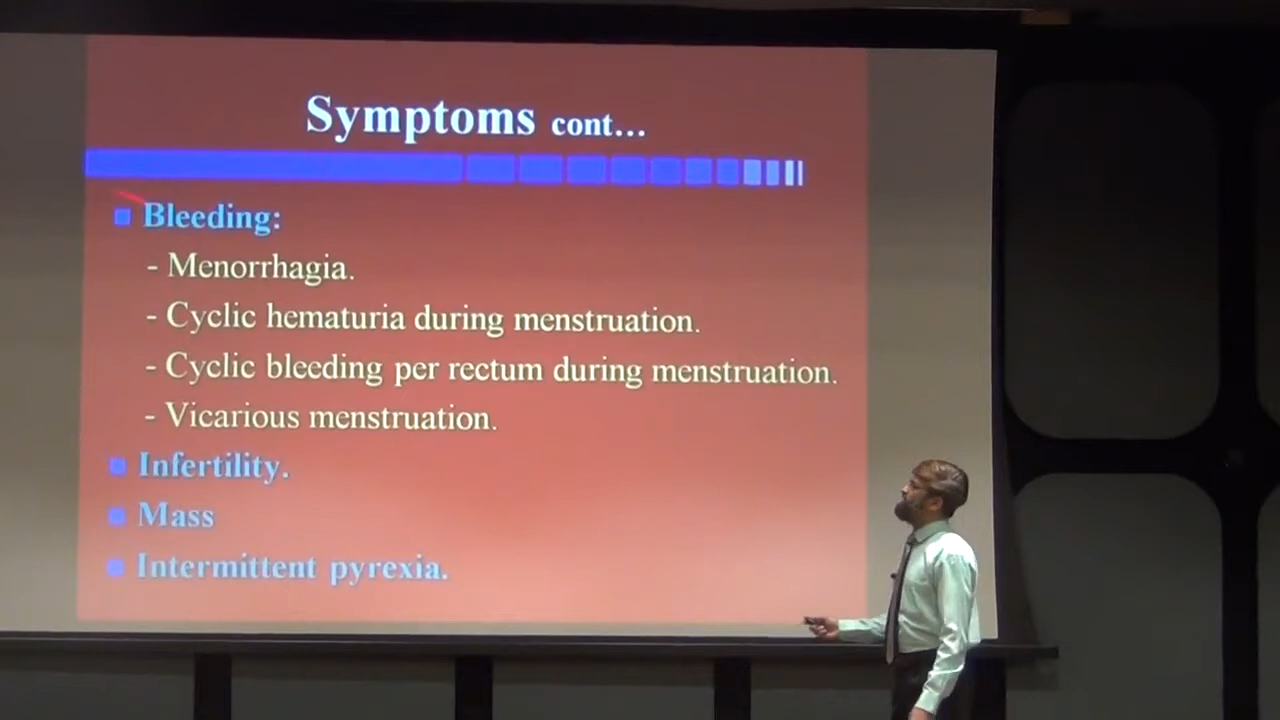 Symptoms cont...
Bleeding:
- Menorrhagia.
- Cyclic hematuria during menstruation.
- Cyclic bleeding per rectum during menstruation.
- Vicarious menstruation.
Infertility.
Mass
Intermittent pyrexia.